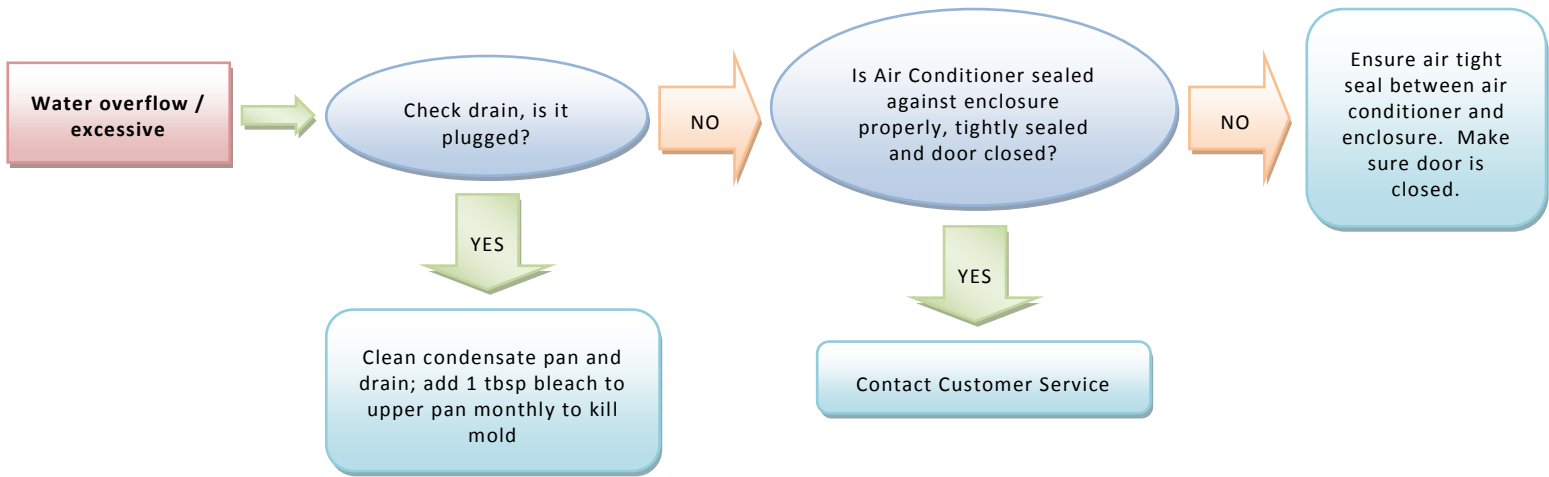 Water overflow /
excessive
Check drain, is it
plugged?
NO
Is Air Conditioner sealed
against enclosure
properly, tightly sealed
and door closed?
NO
Ensure air tight
seal between air
conditioner and
enclosure.  Make
sure door is
closed.
YES
YES
Clean condensate pan and
drain; add 1 tbsp bleach to
upper pan monthly to kill
mold
Contact Customer Service